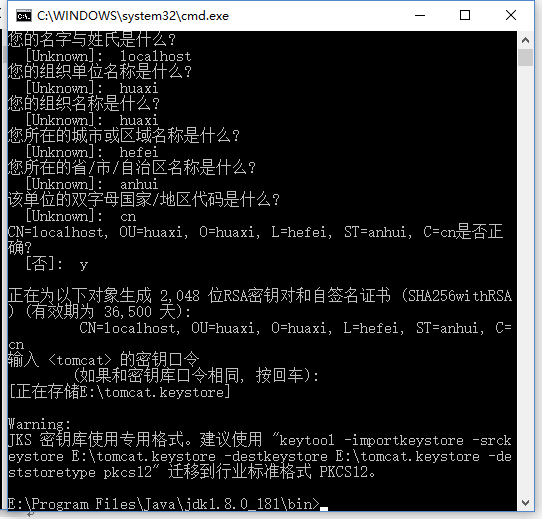 C:\WINDOWS\system32\cmd.exe
您的名字与姓氏是什么?
[Unknown]:  localhost
您的组织单位名称是什么?
[Unknown]:  huaxi
您的组织名称是什么?
[Unknown]:  huaxi
您所在的城市或区域名称是什么?
[Unknown]:  hefei
您所在的省/市/自治区名称是什么?
[Unknown]:  anhui
该单位的双字母国家/地区代码是什么?
[Unknown]:  cn
CN=localhost, OU=huaxi, O=huaxi, L=hefei, ST=anhui, C=cn是否正
确?
[否]:  y
正在为以下对象生成 2,048 位RSA密钥对和自签名证书 (SHA256withRSA
) (有效期为 36,500 天):
CN=localhost, OU=huaxi, O=huaxi, L=hefei, ST=anhui, C=
cn
输入 <tomcat> 的密钥口令
(如果和密钥库口令相同, 按回车):
[正在存储E:\tomcat.keystore]
Warning:
JKS 密钥库使用专用格式。建议使用 "keytool -importkeystore -srck
eystore E:\tomcat.keystore -destkeystore E:\tomcat.keystore -de
ststoretype pkcs12" 迁移到行业标准格式 PKCS12。
E:\Program Files\Java\jdk1.8.0_181\bin>